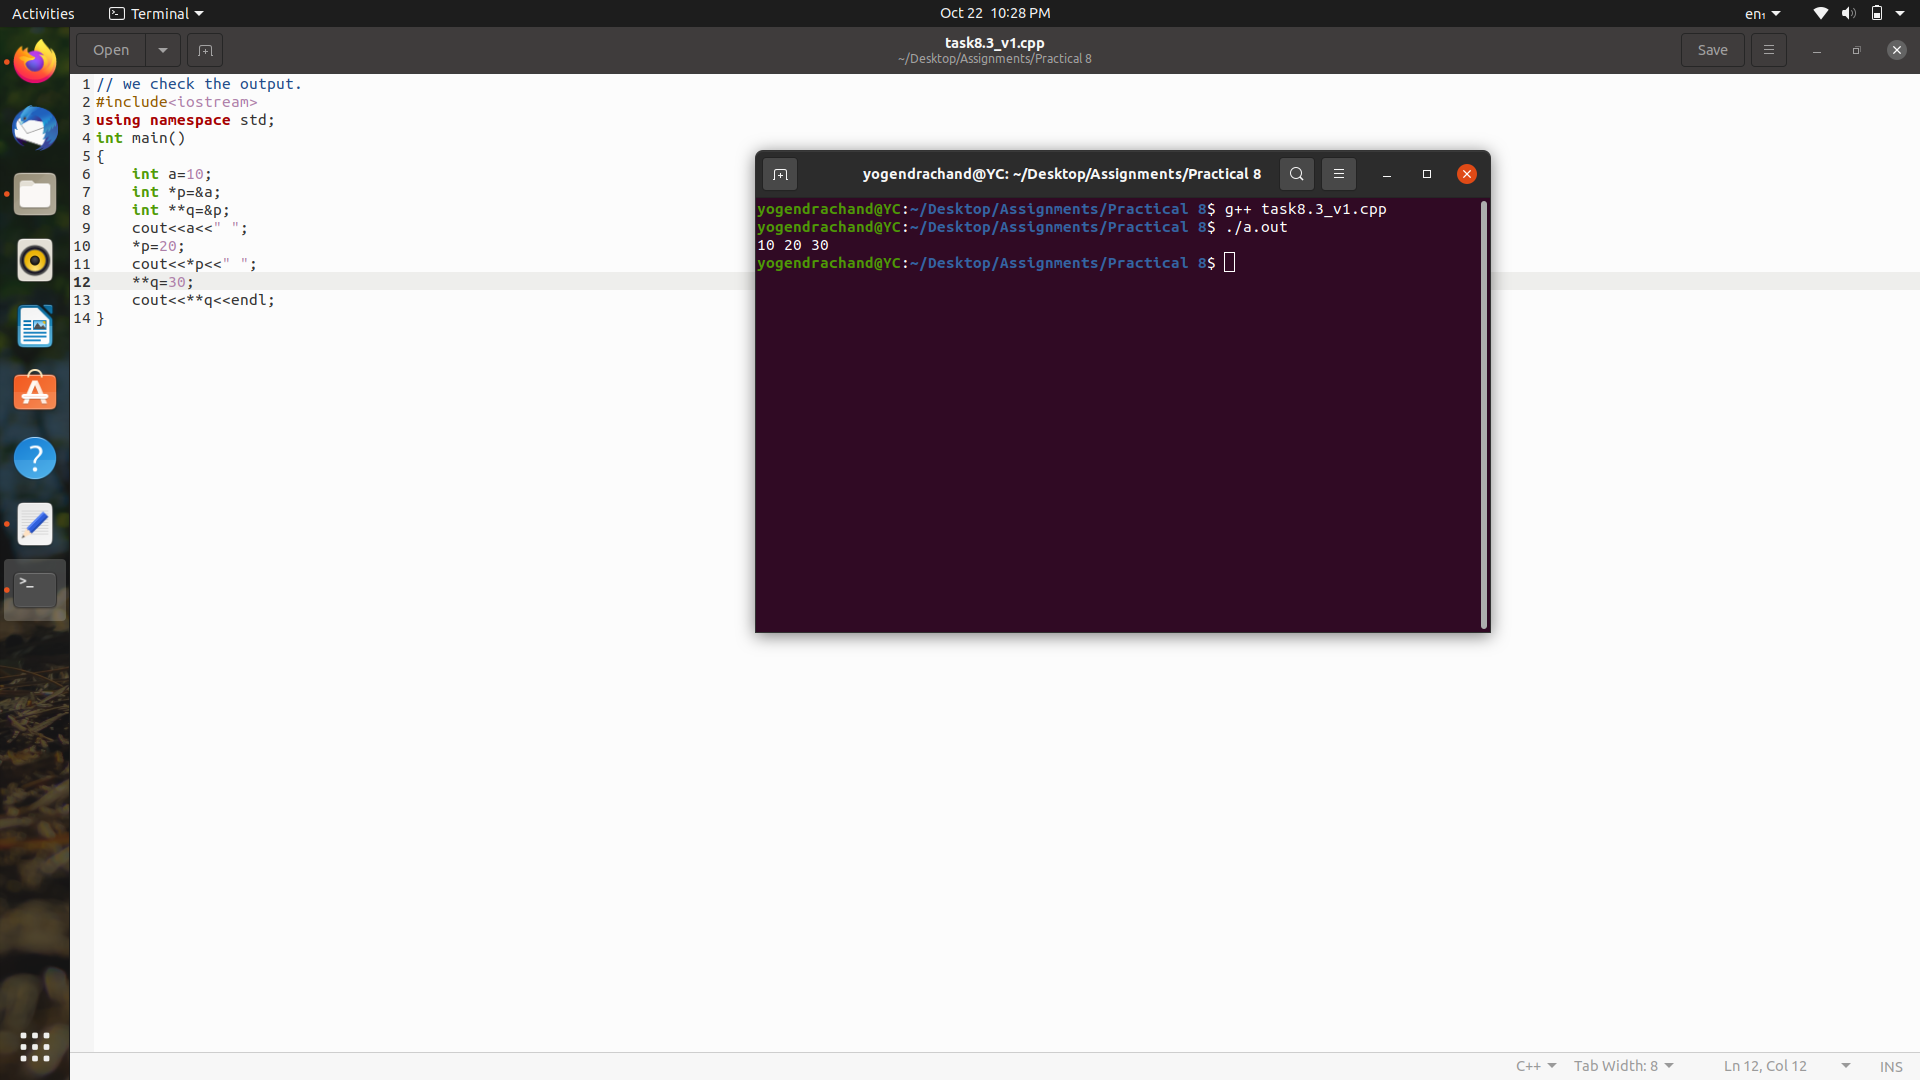 Activities Terminal Oct 22 10:28 PM en₁
Open task8.3_v1.cpp Save
~/Desktop/Assignments/Practical 8
1 // we check the output.
2 #include<iostream>
3 using namespace std;
4 int main()
5 {
6     int a=10;
7     int *p=&a;
8     int **q=&p;
9     cout<<a<<" ";
10     *p=20;
11     cout<<*p<<" ";
12     **q=30;
13     cout<<**q<<endl;
14 }
yogendrachand@YC: ~/Desktop/Assignments/Practical 8
yogendrachand@YC:~/Desktop/Assignments/Practical 8$ g++ task8.3_v1.cpp
yogendrachand@YC:~/Desktop/Assignments/Practical 8$ ./a.out
10 20 30
yogendrachand@YC:~/Desktop/Assignments/Practical 8$
C++ Tab Width: 8 Ln 12, Col 12 INS